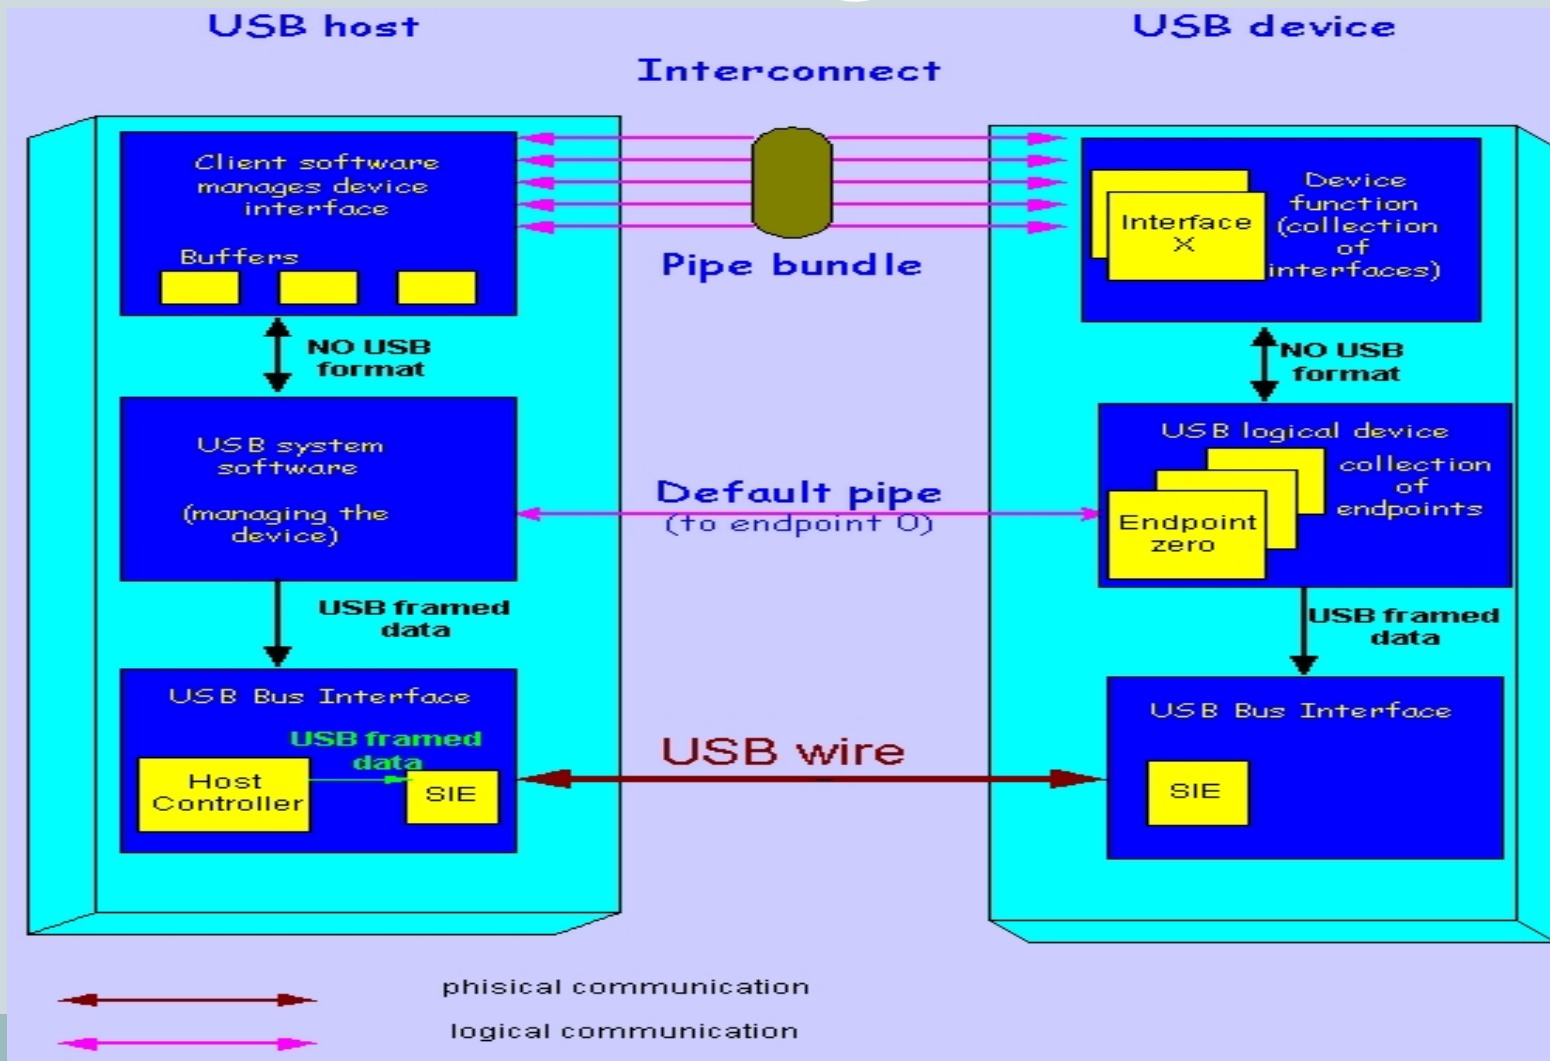 USB host
USB device
Interconnect
Client software
manages device
interface
Buffers
Pipe bundle
Interface
X
Device
function
(collection
of
interfaces)
NO USB
format
NO USB
format
USB system
software
(managing the
device)
Default pipe
(to endpoint 0)
USB logical device
collection
of
endpoints
Endpoint
zero
USB framed
data
USB framed
data
USB Bus Interface
USB framed
data
Host
Controller
SIE
USB wire
USB Bus Interface
SIE
phisical communication
logical communication